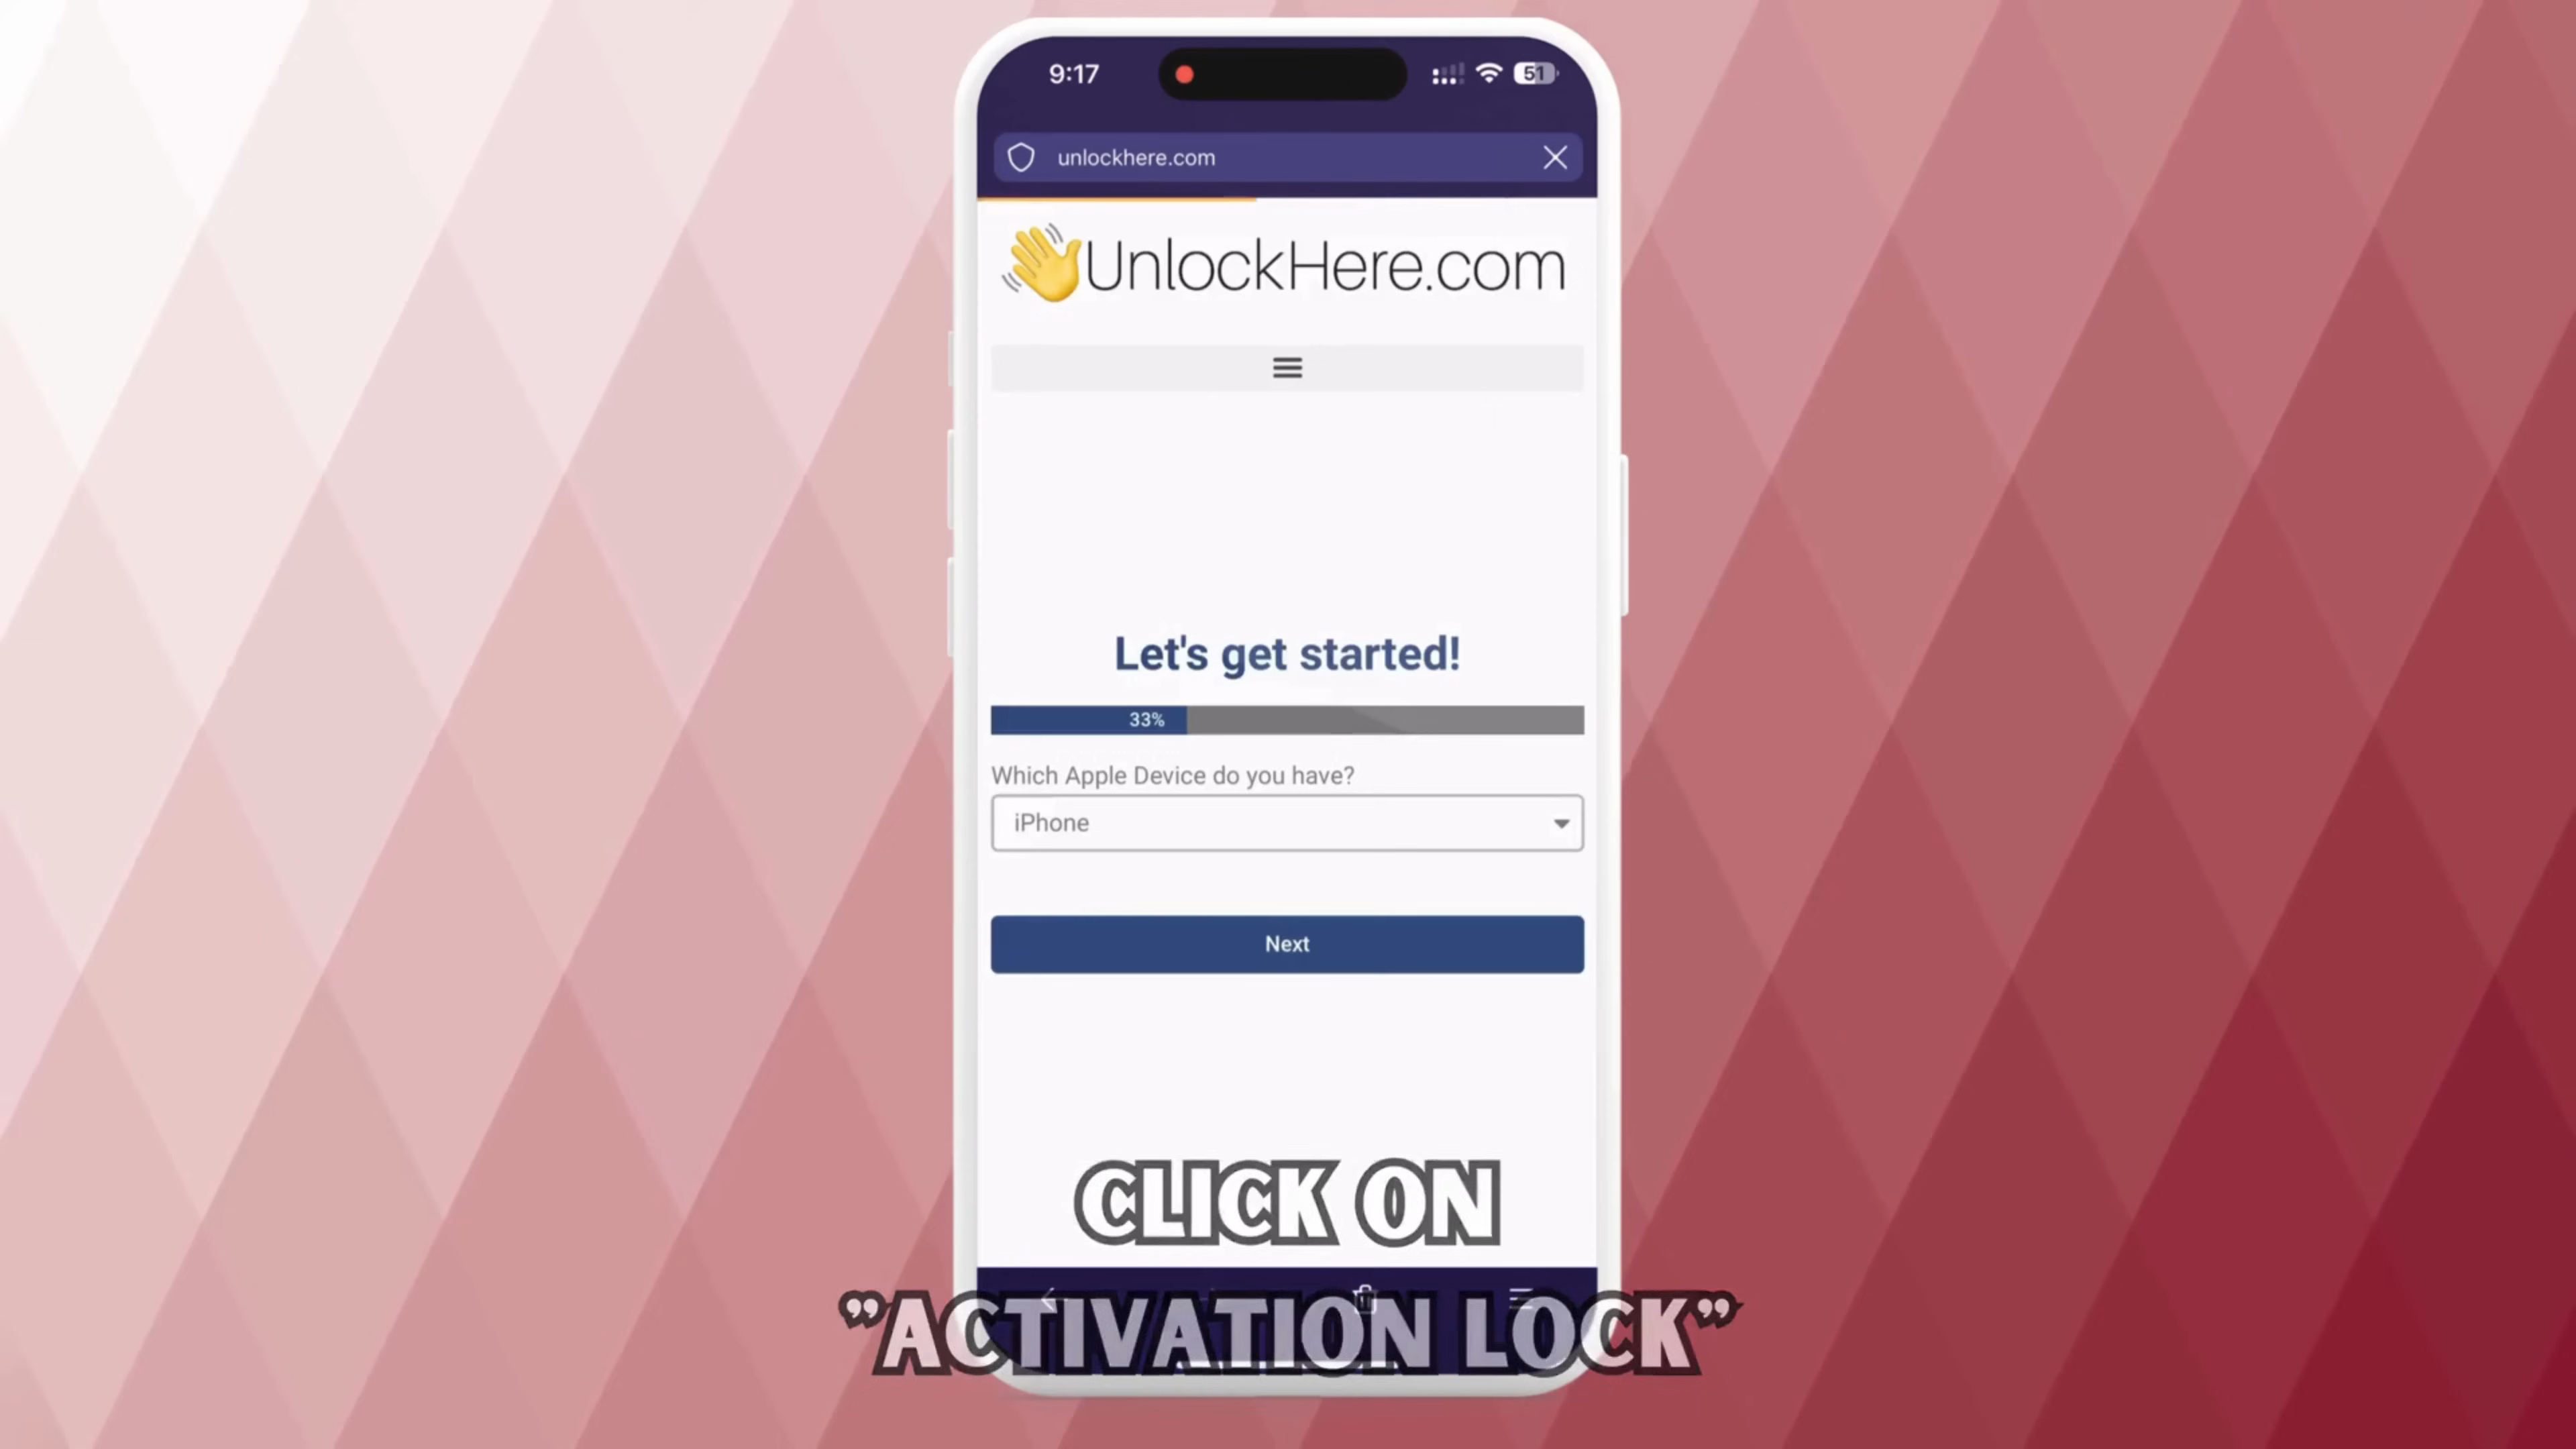 9:17
51
unlockhere.com
UnlockHere.com
Let's get started!
33%
Which Apple Device do you have?
iPhone
Next
CLICK ON
"ACTIVATION LOCK"